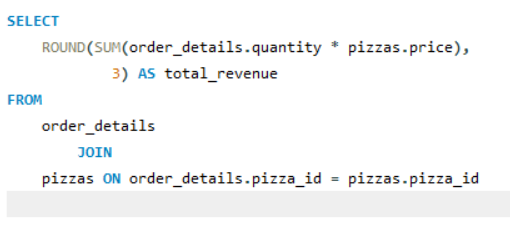 SELECT
ROUND(SUM(order_details.quantity * pizzas.price),
3) AS total_revenue
FROM
order_details
JOIN
pizzas ON order_details.pizza_id = pizzas.pizza_id